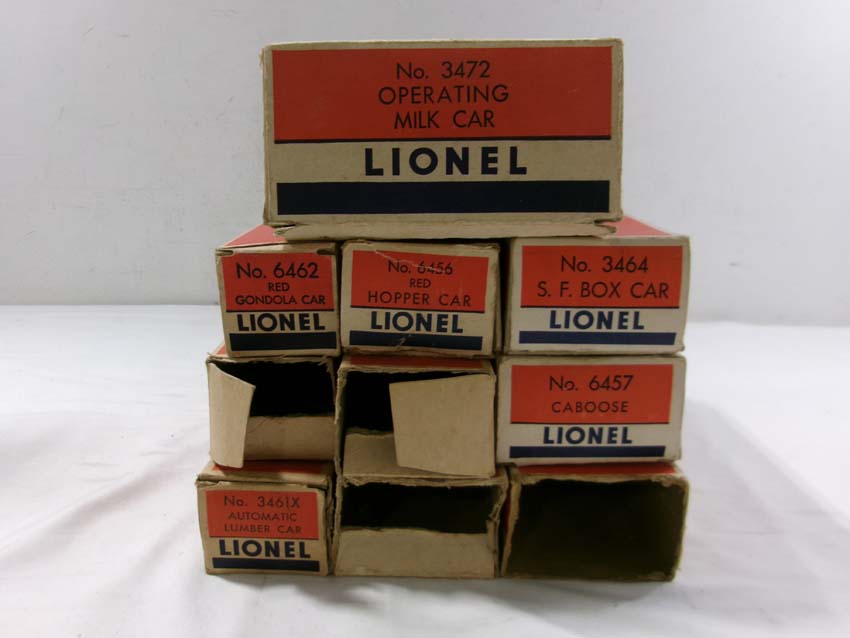 No. 3472
OPERATING
MILK CAR
LIONEL
No. 6462
RED
GONDOLA CAR
LIONEL
No. 6456
RED
HOPPER CAR
LIONEL
No. 3464
S. F. BOX CAR
LIONEL
No. 6457
CABOOSE
LIONEL
No. 3461X
AUTOMATIC
LUMBER CAR
LIONEL